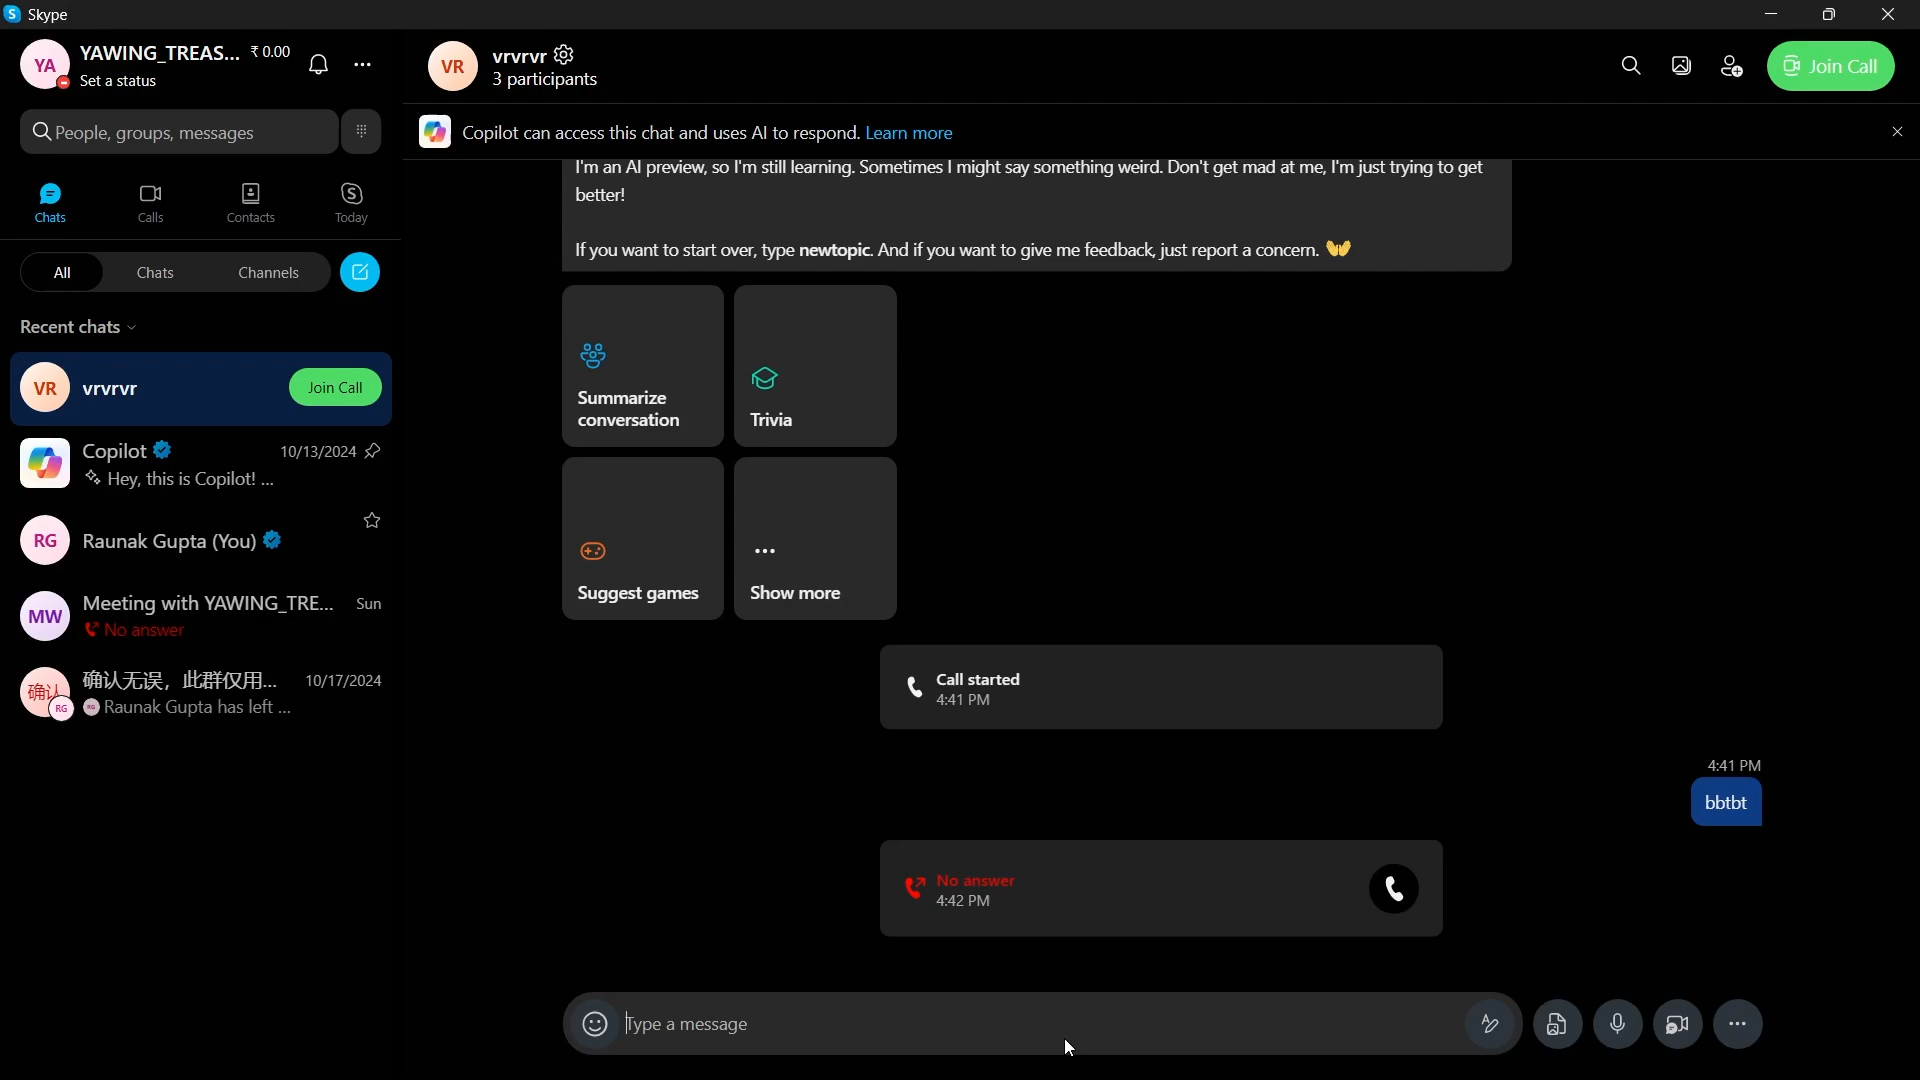 Skype
YA
YAWING_TREAS... ₹ 0.00
Set a status
People, groups, messages
Chats Calls Contacts Today
All Chats Channels
Recent chats
VR vrvrvr Join Call
Copilot 10/13/2024
Hey, this is Copilot! ...
RG Raunak Gupta (You)
MW Meeting with YAWING_TRE... Sun
No answer
确认 确认无误，此群仅用... 10/17/2024
RG RG Raunak Gupta has left ...
VR vrvrvr
3 participants
Join Call
Copilot can access this chat and uses AI to respond. Learn more
I'm an AI preview, so I'm still learning. Sometimes I might say something weird. Don't get mad at me, I'm just trying to get
better!
If you want to start over, type newtopic. And if you want to give me feedback, just report a concern. 👐
Summarize
conversation
Trivia
Suggest games
Show more
Call started
4:41 PM
4:41 PM
bbtbt
No answer
4:42 PM
Type a message